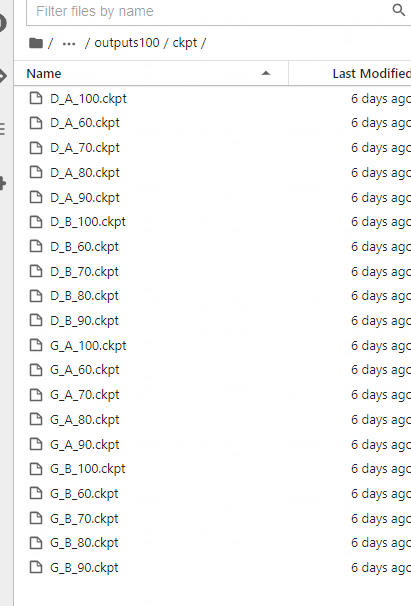 Filter files by name
/ ... / outputs100 / ckpt /
Name Last Modified
D_A_100.ckpt 6 days ago
D_A_60.ckpt 6 days ago
D_A_70.ckpt 6 days ago
D_A_80.ckpt 6 days ago
D_A_90.ckpt 6 days ago
D_B_100.ckpt 6 days ago
D_B_60.ckpt 6 days ago
D_B_70.ckpt 6 days ago
D_B_80.ckpt 6 days ago
D_B_90.ckpt 6 days ago
G_A_100.ckpt 6 days ago
G_A_60.ckpt 6 days ago
G_A_70.ckpt 6 days ago
G_A_80.ckpt 6 days ago
G_A_90.ckpt 6 days ago
G_B_100.ckpt 6 days ago
G_B_60.ckpt 6 days ago
G_B_70.ckpt 6 days ago
G_B_80.ckpt 6 days ago
G_B_90.ckpt 6 days ago